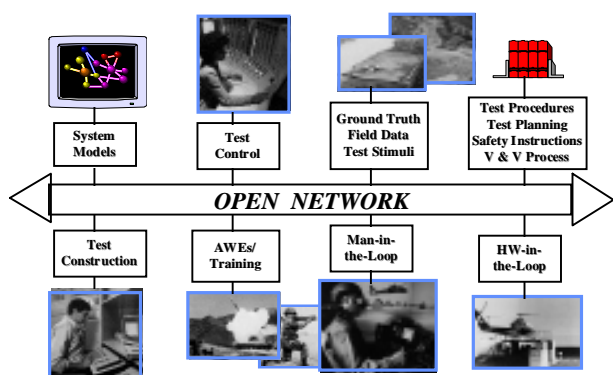 System
Models
Test
Control
Ground Truth
Field Data
Test Stimuli
Test Procedures
Test Planning
Safety Instructions
V & V Process
OPEN NETWORK
Test
Construction
AWEs/
Training
Man-in-
the-Loop
HW-in-
the-Loop